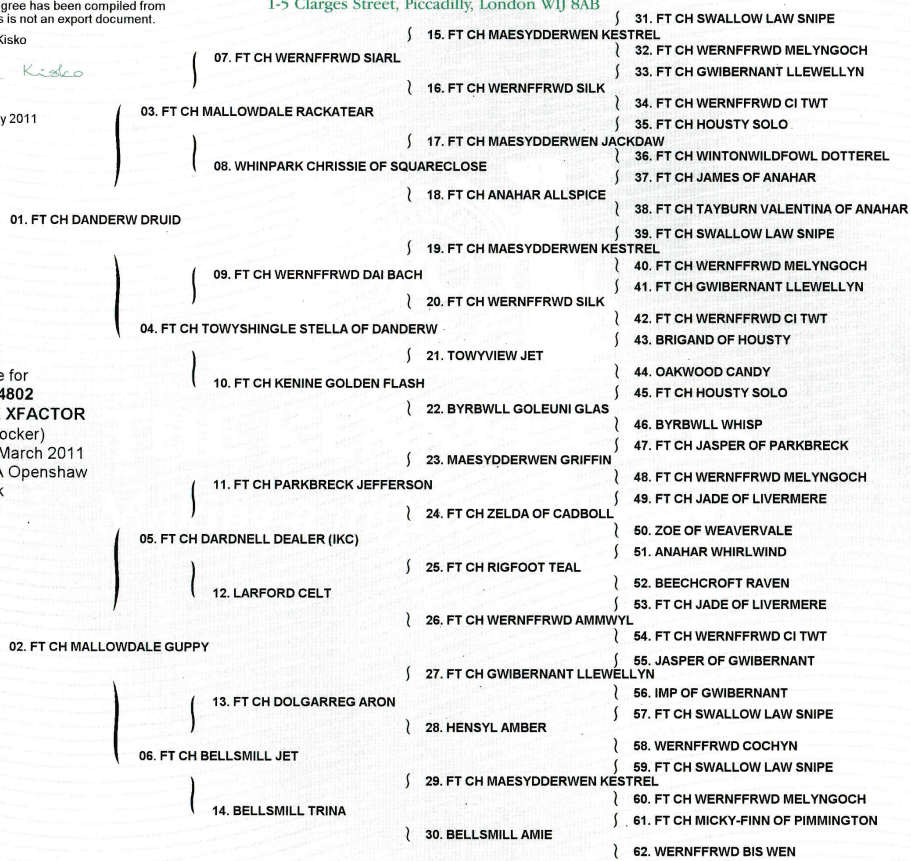 gree has been compiled from
s is not an export document.
Kisko
Kisko
y 2011
e for
4802
XFACTOR
ocker)
March 2011
A Openshaw
k
1-5 Clarges Street, Piccadilly, London W1J 8AB
01. FT CH DANDERW DRUID
02. FT CH MALLOWDALE GUPPY
03. FT CH MALLOWDALE RACKATEAR
04. FT CH TOWYSHINGLE STELLA OF DANDERW
05. FT CH DARDNELL DEALER (IKC)
06. FT CH BELLSMILL JET
07. FT CH WERNFFRWD SIARL
08. WHINPARK CHRISSIE OF SQUARECLOSE
09. FT CH WERNFFRWD DAI BACH
10. FT CH KENINE GOLDEN FLASH
11. FT CH PARKBRECK JEFFERSON
12. LARFORD CELT
13. FT CH DOLGARREG ARON
14. BELLSMILL TRINA
15. FT CH MAESYDDERWEN KESTREL
16. FT CH WERNFFRWD SILK
17. FT CH MAESYDDERWEN JACKDAW
18. FT CH ANAHAR ALLSPICE
19. FT CH MAESYDDERWEN KESTREL
20. FT CH WERNFFRWD SILK
21. TOWYVIEW JET
22. BYRBWLL GOLEUNI GLAS
23. MAESYDDERWEN GRIFFIN
24. FT CH ZELDA OF CADBOLL
25. FT CH RIGFOOT TEAL
26. FT CH WERNFFRWD AMMWYL
27. FT CH GWIBERNANT LLEWELLYN
28. HENSYL AMBER
29. FT CH MAESYDDERWEN KESTREL
30. BELLSMILL AMIE
31. FT CH SWALLOW LAW SNIPE
32. FT CH WERNFFRWD MELYNGOCH
33. FT CH GWIBERNANT LLEWELLYN
34. FT CH WERNFFRWD CI TWT
35. FT CH HOUSTY SOLO
36. FT CH WINTONWILDFOWL DOTTEREL
37. FT CH JAMES OF ANAHAR
38. FT CH TAYBURN VALENTINA OF ANAHAR
39. FT CH SWALLOW LAW SNIPE
40. FT CH WERNFFRWD MELYNGOCH
41. FT CH GWIBERNANT LLEWELLYN
42. FT CH WERNFFRWD CI TWT
43. BRIGAND OF HOUSTY
44. OAKWOOD CANDY
45. FT CH HOUSTY SOLO
46. BYRBWLL WHISP
47. FT CH JASPER OF PARKBRECK
48. FT CH WERNFFRWD MELYNGOCH
49. FT CH JADE OF LIVERMERE
50. ZOE OF WEAVERVALE
51. ANAHAR WHIRLWIND
52. BEECHCROFT RAVEN
53. FT CH JADE OF LIVERMERE
54. FT CH WERNFFRWD CI TWT
55. JASPER OF GWIBERNANT
56. IMP OF GWIBERNANT
57. FT CH SWALLOW LAW SNIPE
58. WERNFFRWD COCHYN
59. FT CH SWALLOW LAW SNIPE
60. FT CH WERNFFRWD MELYNGOCH
61. FT CH MICKY-FINN OF PIMMINGTON
62. WERNFFRWD BIS WEN